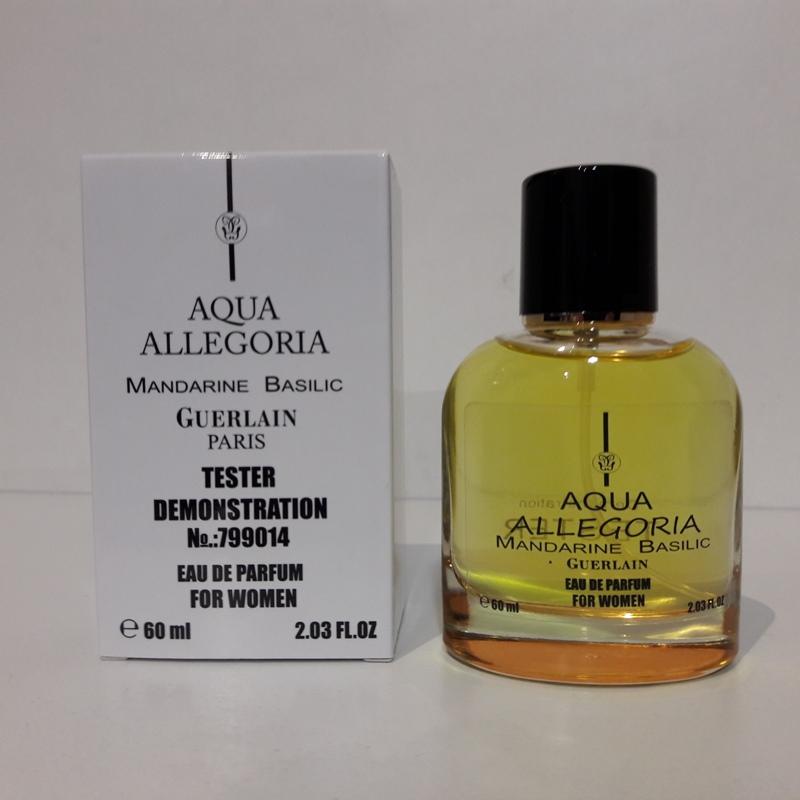 AQUA
ALLEGORIA
MANDARINE BASILIC
GUERLAIN
PARIS
TESTER
DEMONSTRATION
№.:799014
EAU DE PARFUM
FOR WOMEN
℮ 60 ml 2.03 FL.OZ
AQUA
ALLEGORIA
MANDARINE BASILIC
GUERLAIN
EAU DE PARFUM
FOR WOMEN
℮ 60 ml 2.03 FL.OZ